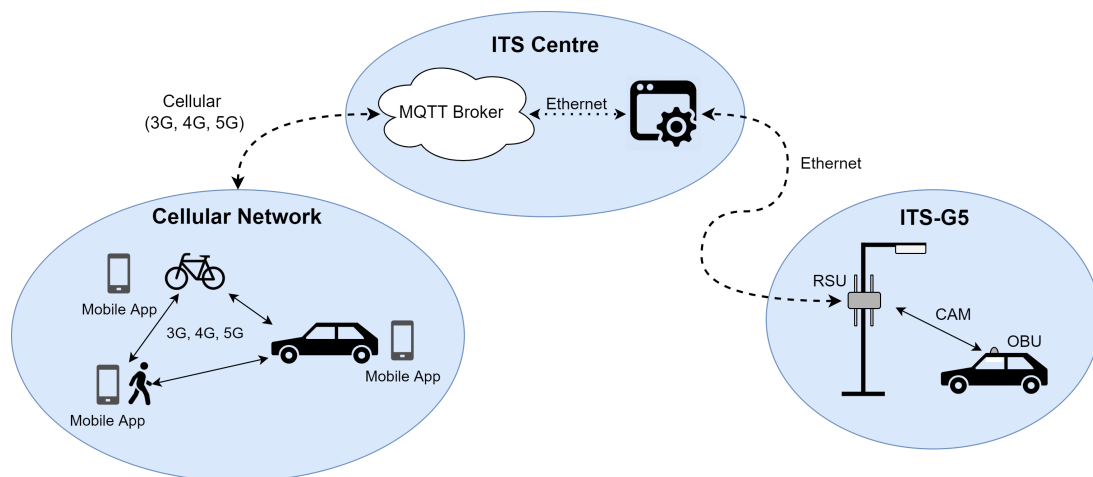 ITS Centre
Cellular
(3G, 4G, 5G)
MQTT Broker
Ethernet
Ethernet
Cellular Network
Mobile App
3G, 4G, 5G
Mobile App
Mobile App
ITS-G5
RSU
CAM
OBU